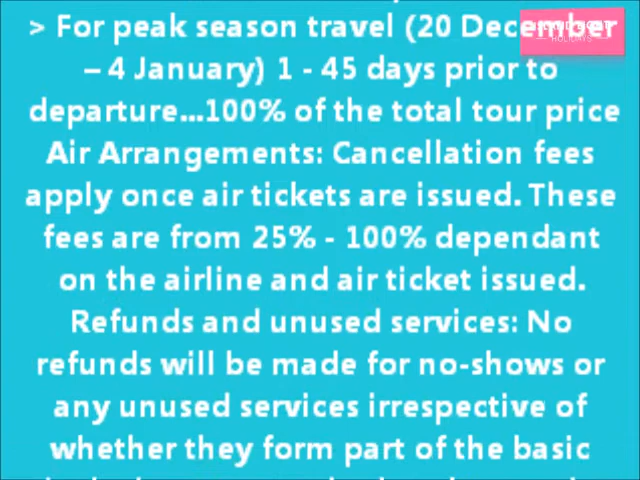 > For peak season travel (20 December
– 4 January) 1 - 45 days prior to
departure...100% of the total tour price
Air Arrangements: Cancellation fees
apply once air tickets are issued. These
fees are from 25% - 100% dependant
on the airline and air ticket issued.
Refunds and unused services: No
refunds will be made for no-shows or
any unused services irrespective of
whether they form part of the basic